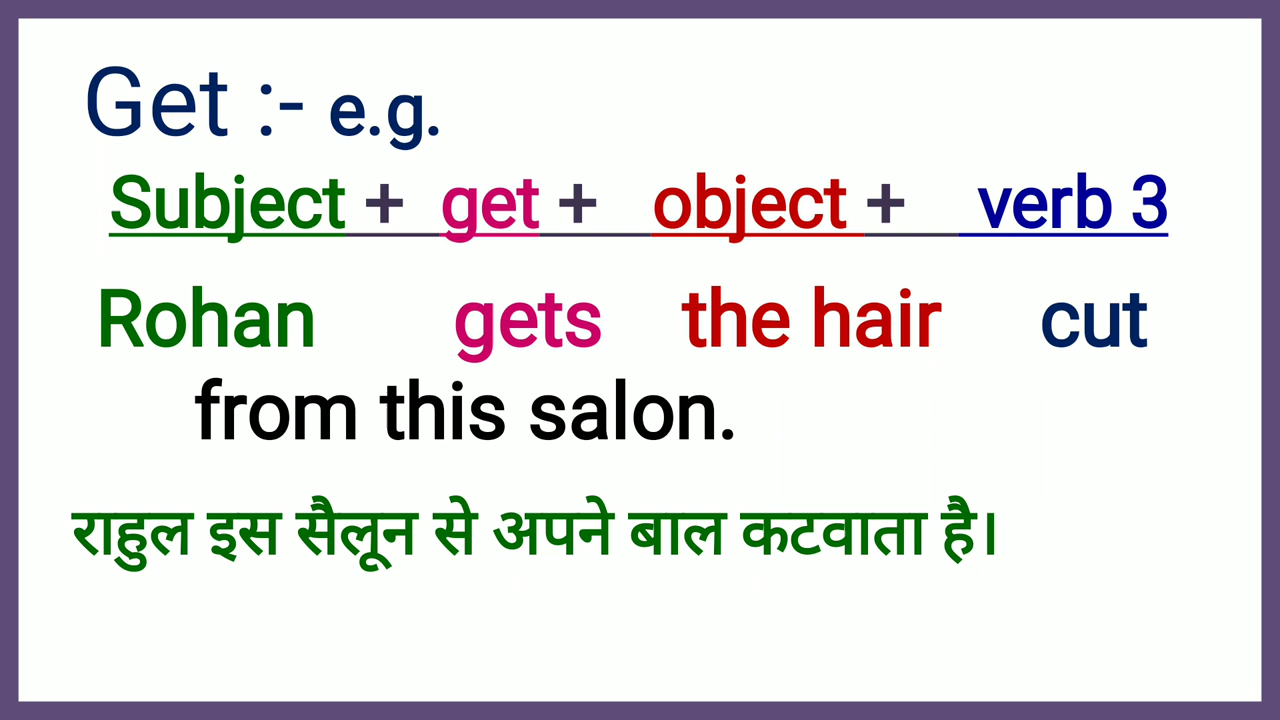 Get :- e.g.
Subject + get + object + verb 3
Rohan gets the hair cut
from this salon.
राहुल इस सैलून से अपने बाल कटवाता है।